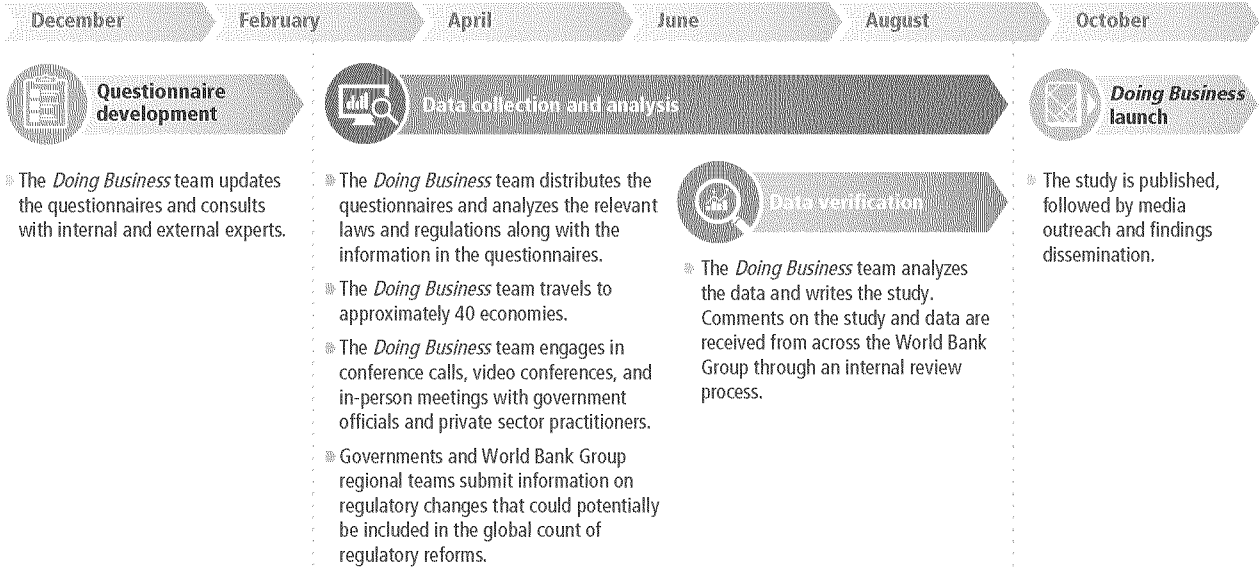 December
February
April
June
August
October
Questionnaire
development
The Doing Business team updates
the questionnaires and consults
with internal and external experts.
Data collection and analysis
The Doing Business team distributes the
questionnaires and analyzes the relevant
laws and regulations along with the
information in the questionnaires.
The Doing Business team travels to
approximately 40 economies.
The Doing Business team engages in
conference calls, video conferences, and
in-person meetings with government
officials and private sector practitioners.
Governments and World Bank Group
regional teams submit information on
regulatory changes that could potentially
be included in the global count of
regulatory reforms.
Data verification
The Doing Business team analyzes
the data and writes the study.
Comments on the study and data are
received from across the World Bank
Group through an internal review
process.
Doing Business
launch
The study is published,
followed by media
outreach and findings
dissemination.